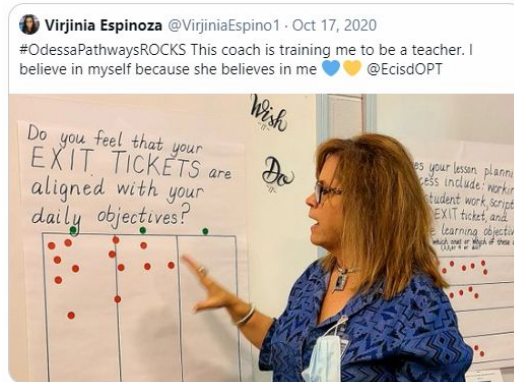 Virjinia Espinoza @VirjiniaEspino1 · Oct 17, 2020
#OdessaPathwaysROCKS This coach is training me to be a teacher. I
believe in myself because she believes in me 💙💛 @EcisdOPT
Wish
Do
Do you feel that your
EXIT TICKETS are
aligned with your
daily objectives?
es your lesson planni
cess include: workin
student work, script
EXIT ticket, and
e learning objectiv